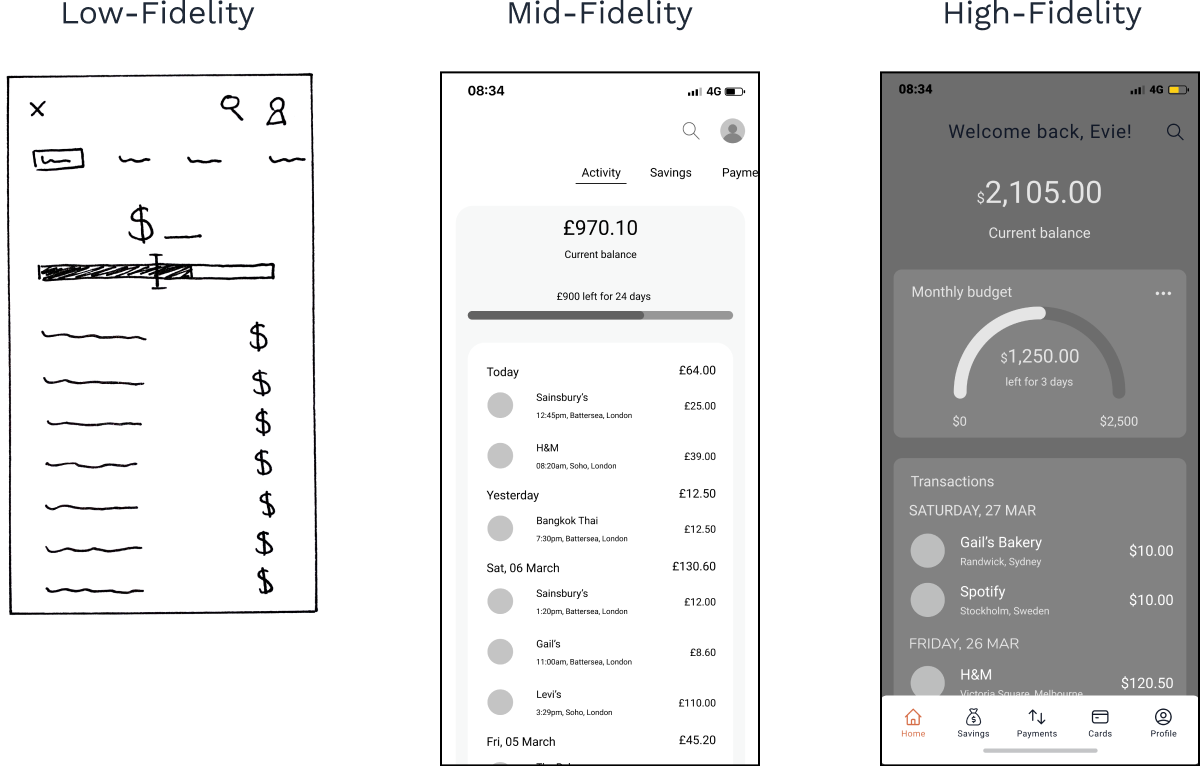 Low-Fidelity
Mid-Fidelity
High-Fidelity
$
$
$
$
$
$
$
$
08:34
4G
Activity Savings Payme
£970.10
Current balance
£900 left for 24 days
Today £64.00
Sainsbury's
12:45pm, Battersea, London
£25.00
H&M
08:20am, Soho, London
£39.00
Yesterday £12.50
Bangkok Thai
7:30pm, Battersea, London
£12.50
Sat, 06 March £130.60
Sainsbury's
1:20pm, Battersea, London
£12.00
Gail's
11:00am, Battersea, London
£8.60
Levi's
3:29pm, Soho, London
£110.00
Fri, 05 March £45.20
08:34
4G
Welcome back, Evie!
$2,105.00
Current balance
Monthly budget
$1,250.00
left for 3 days
$0 $2,500
Transactions
SATURDAY, 27 MAR
Gail's Bakery
Randwick, Sydney
$10.00
Spotify
Stockholm, Sweden
$10.00
FRIDAY, 26 MAR
H&M
Victoria Square, Melbourne
$120.50
Home Savings Payments Cards Profile